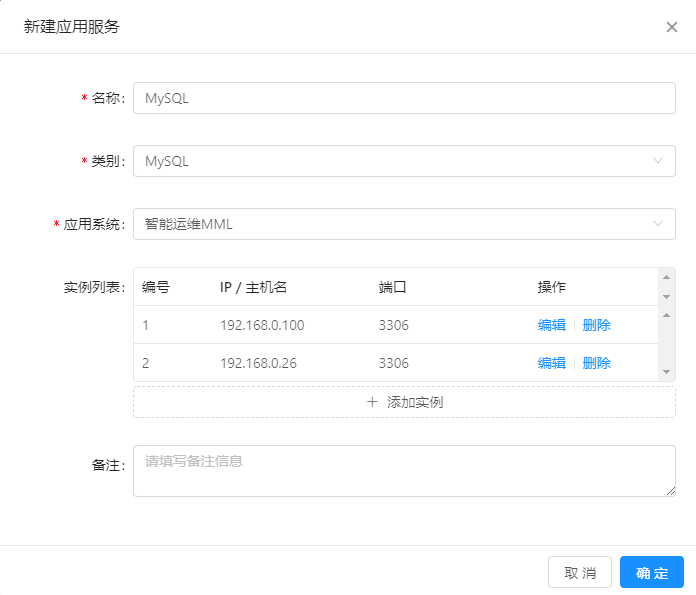 新建应用服务
* 名称: MySQL
* 类别: MySQL
* 应用系统: 智能运维MML
实例列表: 编号 IP / 主机名 端口 操作
1 192.168.0.100 3306 编辑 删除
2 192.168.0.26 3306 编辑 删除
+ 添加实例
备注: 请填写备注信息
取 消 确 定